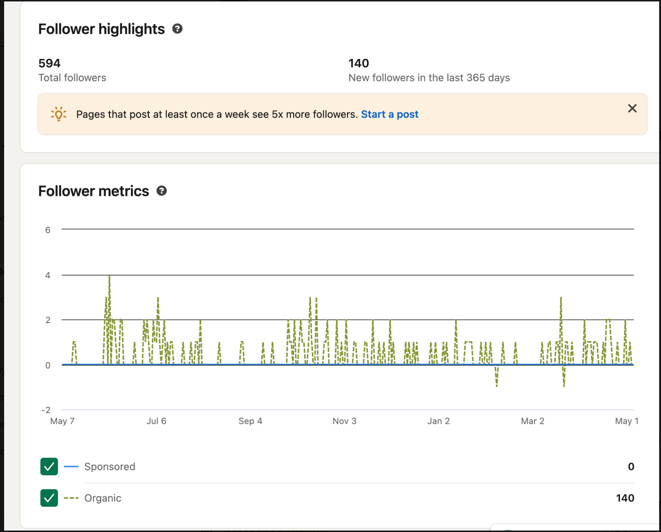 Follower highlights
594
140
Total followers
New followers in the last 365 days
Pages that post at least once a week see 5x more followers. Start a post
Follower metrics
6
4
2
0
-2
May 7 Jul 6 Sep 4 Nov 3 Jan 2 Mar 2 May 1
Sponsored 0
Organic 140